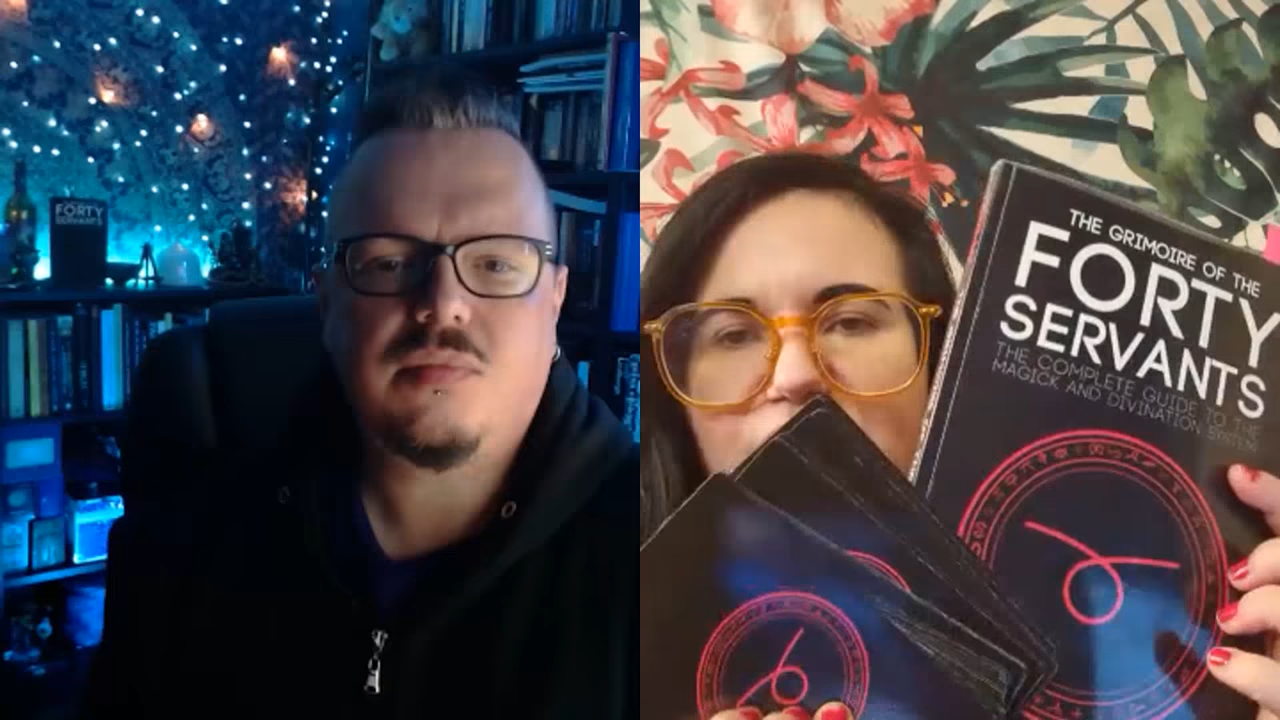 FORTY
SERVANTS
THE GRIMOIRE OF THE
FORTY
SERVANTS
THE COMPLETE GUIDE TO THE
MAGICK AND DIVINATION SYSTEM